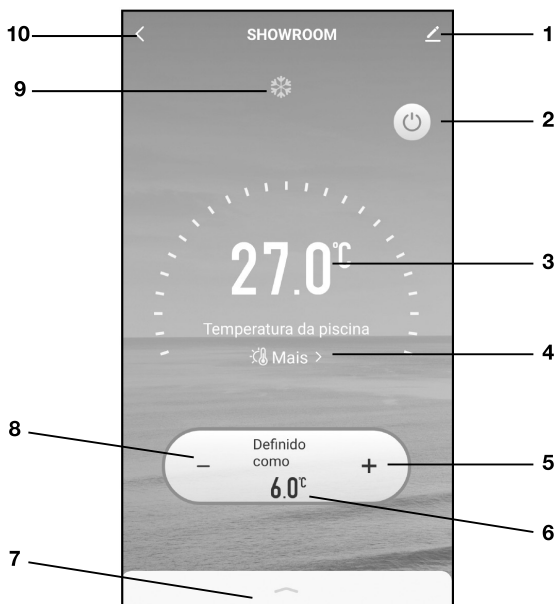 10
SHOWROOM
1
9
2
27.0°C
3
Temperatura da piscina
Mais >
4
8
Definido
como
5
6.0°C
6
7